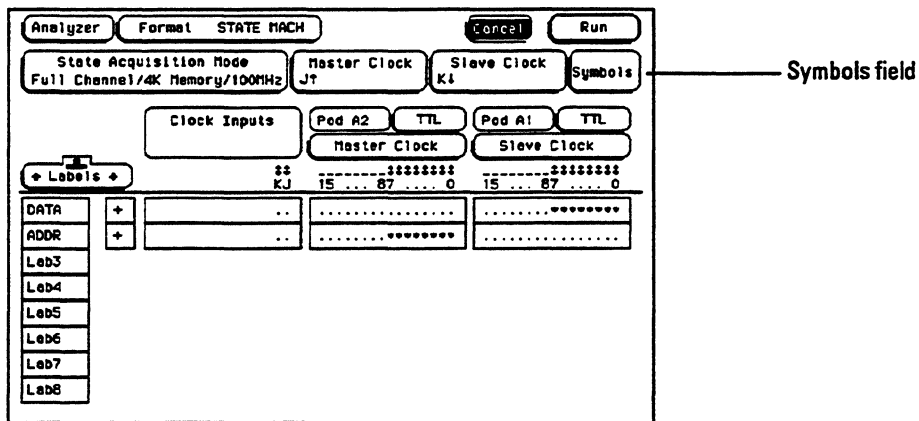 Analyzer Format STATE MACH Cancel Run
State Acquisition Mode
Full Channel/4K Memory/100MHz
Master Clock
J↑
Slave Clock
K↓
Symbols
Symbols field
Clock Inputs
Pod A2 TTL
Master Clock
Pod A1 TTL
Slave Clock
+ Labels +
KJ
15 ... 87 .... 0
15 ... 87 .... 0
DATA + .. ................ ........********
ADDR + .. ........******** ................
Lab3
Lab4
Lab5
Lab6
Lab7
Lab8